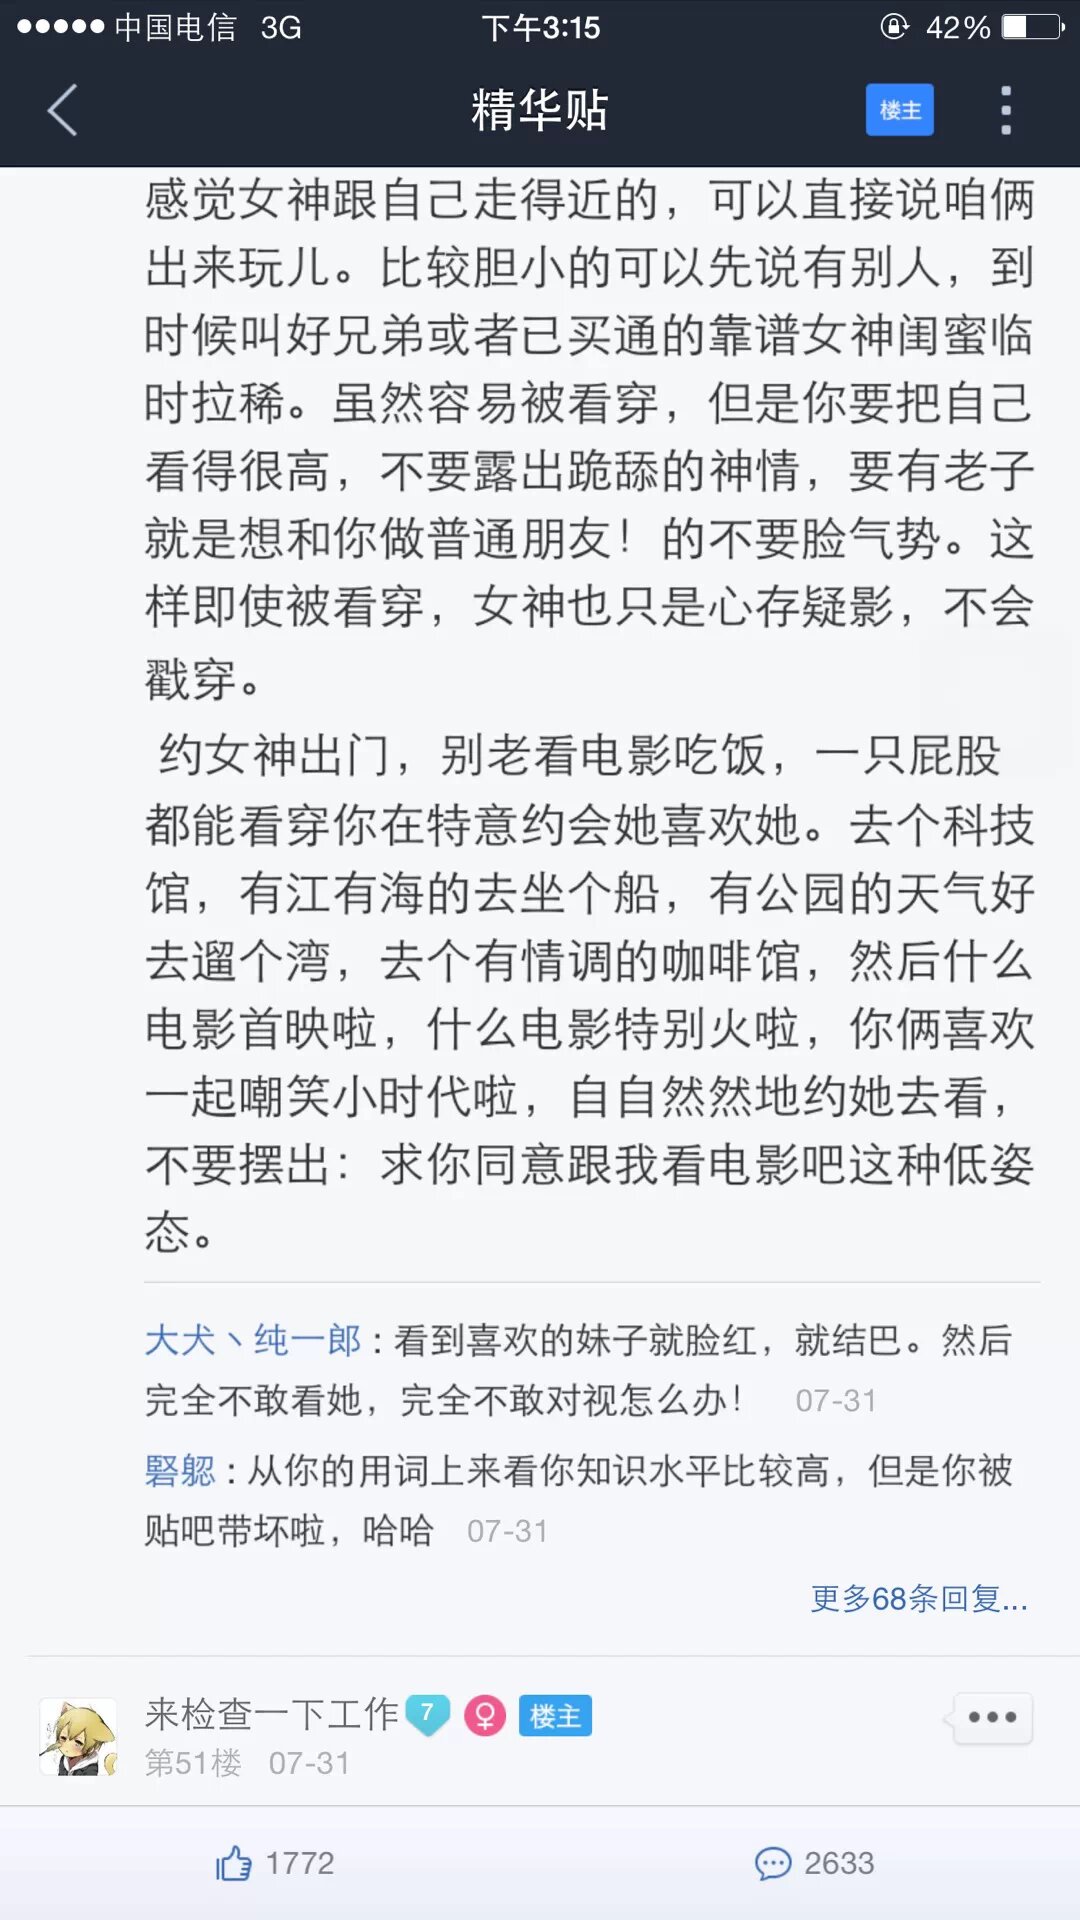 中国电信 3G 下午3:15 42%
精华贴 楼主
感觉女神跟自己走得近的，可以直接说咱俩
出来玩儿。比较胆小的可以先说有别人，到
时候叫好兄弟或者已买通的靠谱女神闺蜜临
时拉稀。虽然容易被看穿，但是你要把自己
看得很高，不要露出跪舔的神情，要有老子
就是想和你做普通朋友！的不要脸气势。这
样即使被看穿，女神也只是心存疑影，不会
戳穿。
约女神出门，别老看电影吃饭，一只屁股
都能看穿你在特意约会她喜欢她。去个科技
馆，有江有海的去坐个船，有公园的天气好
去遛个湾，去个有情调的咖啡馆，然后什么
电影首映啦，什么电影特别火啦，你俩喜欢
一起嘲笑小时代啦，自自然然地约她去看，
不要摆出：求你同意跟我看电影吧这种低姿
态。
大犬丶纯一郎：看到喜欢的妹子就脸红，就结巴。然后
完全不敢看她，完全不敢对视怎么办！ 07-31
：从你的用词上来看你知识水平比较高，但是你被
贴吧带坏啦，哈哈 07-31
更多68条回复...
来检查一下工作 7 楼主
第51楼 07-31
1772 2633